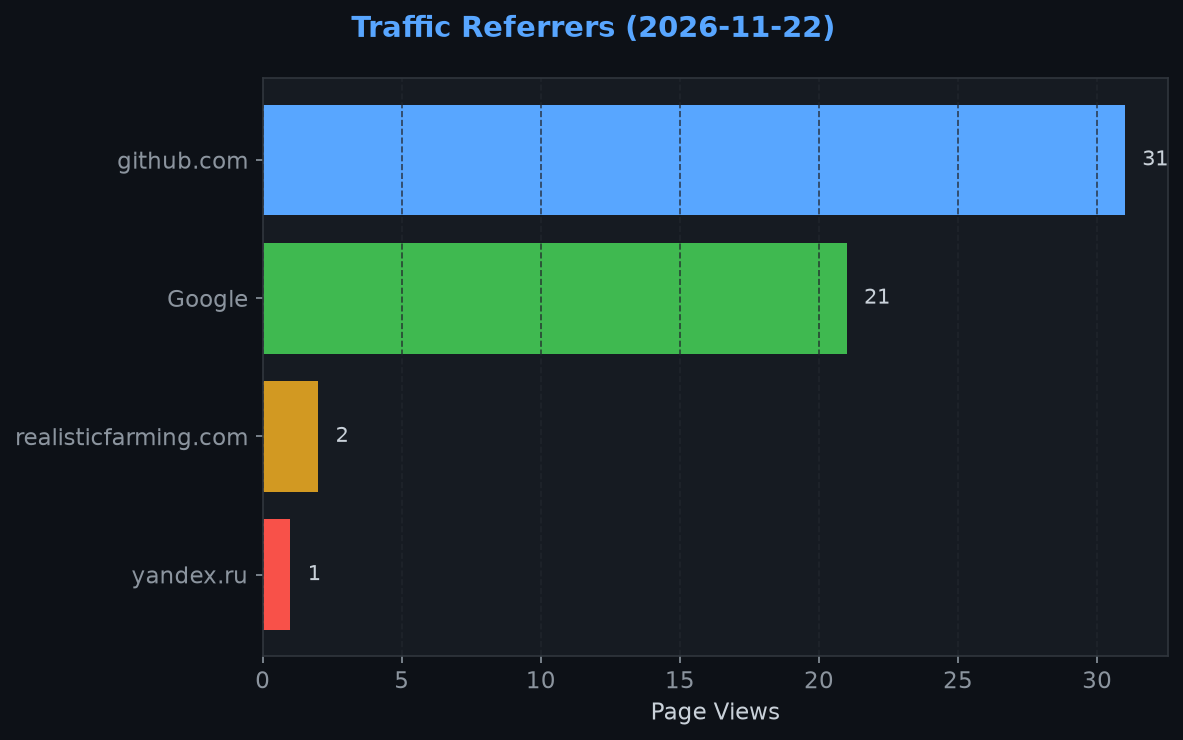 Traffic Referrers (2026-11-22)
github.com
31
Google
21
realisticfarming.com
2
yandex.ru
1
0 5 10 15 20 25 30
Page Views